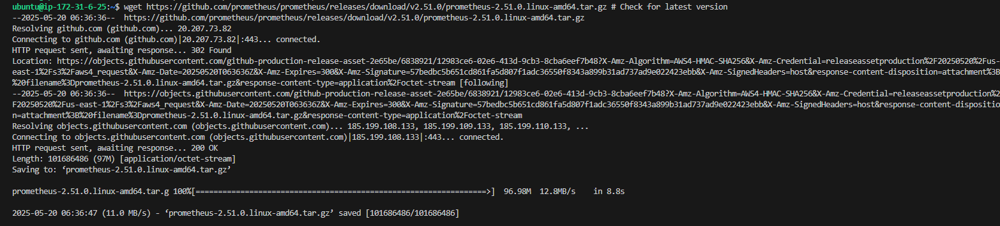 ubuntu@ip-172-31-6-25:~$ wget https://github.com/prometheus/prometheus/releases/download/v2.51.0/prometheus-2.51.0.linux-amd64.tar.gz # Check for latest version
--2025-05-20 06:36:36--  https://github.com/prometheus/prometheus/releases/download/v2.51.0/prometheus-2.51.0.linux-amd64.tar.gz
Resolving github.com (github.com)... 20.207.73.82
Connecting to github.com (github.com)|20.207.73.82|:443... connected.
HTTP request sent, awaiting response... 302 Found
Location: https://objects.githubusercontent.com/github-production-release-asset-2e65be/6838921/12983ce6-02e6-413d-9cb3-8cba6eef7b48?X-Amz-Algorithm=AWS4-HMAC-SHA256&X-Amz-Credential=releaseassetproduction%2F20250520%2Fus-
east-1%2Fs3%2Faws4_request&X-Amz-Date=20250520T063636Z&X-Amz-Expires=300&X-Amz-Signature=57bedbc5b651cd861fa5d807f1adc36550f8343a899b31ad737ad9e022423ebb&X-Amz-SignedHeaders=host&response-content-disposition=attachment%3B
%20filename%3Dprometheus-2.51.0.linux-amd64.tar.gz&response-content-type=application%2Foctet-stream [following]
--2025-05-20 06:36:36--  https://objects.githubusercontent.com/github-production-release-asset-2e65be/6838921/12983ce6-02e6-413d-9cb3-8cba6eef7b48?X-Amz-Algorithm=AWS4-HMAC-SHA256&X-Amz-Credential=releaseassetproduction%2
F20250520%2Fus-east-1%2Fs3%2Faws4_request&X-Amz-Date=20250520T063636Z&X-Amz-Expires=300&X-Amz-Signature=57bedbc5b651cd861fa5d807f1adc36550f8343a899b31ad737ad9e022423ebb&X-Amz-SignedHeaders=host&response-content-dispositio
n=attachment%3B%20filename%3Dprometheus-2.51.0.linux-amd64.tar.gz&response-content-type=application%2Foctet-stream
Resolving objects.githubusercontent.com (objects.githubusercontent.com)... 185.199.108.133, 185.199.109.133, 185.199.110.133, ...
Connecting to objects.githubusercontent.com (objects.githubusercontent.com)|185.199.108.133|:443... connected.
HTTP request sent, awaiting response... 200 OK
Length: 101686486 (97M) [application/octet-stream]
Saving to: ‘prometheus-2.51.0.linux-amd64.tar.gz’
prometheus-2.51.0.linux-amd64.tar.g 100%[=================================================================>]  96.98M  12.8MB/s    in 8.8s
2025-05-20 06:36:47 (11.0 MB/s) - ‘prometheus-2.51.0.linux-amd64.tar.gz’ saved [101686486/101686486]